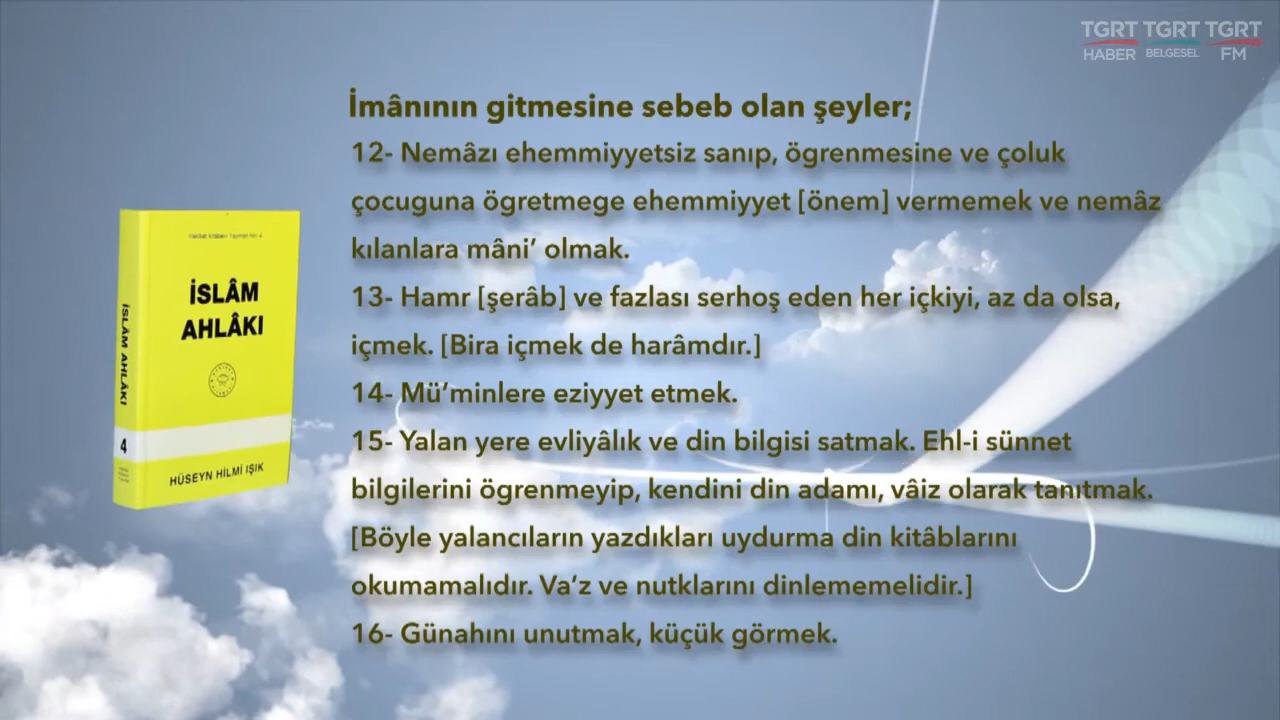 TGRT TGRT TGRT
HABER BELGESEL FM
İmânının gitmesine sebeb olan şeyler;
12- Nemâzı ehemmiyyetsiz sanıp, ögrenmesine ve çoluk
çocuguna ögretmege ehemmiyyet [önem] vermemek ve nemâz
kılanlara mâni’ olmak.
13- Hamr [şerâb] ve fazlası serhoş eden her içkiyi, az da olsa,
içmek. [Bira içmek de harâmdır.]
14- Mü’minlere eziyyet etmek.
15- Yalan yere evliyâlık ve din bilgisi satmak. Ehl-i sünnet
bilgilerini ögrenmeyip, kendini din adamı, vâiz olarak tanıtmak.
[Böyle yalancıların yazdıkları uydurma din kitâblarını
okumamalıdır. Va’z ve nutklarını dinlememelidir.]
16- Günahını unutmak, küçük görmek.
İSLÂM AHLÂKI
4
İSLÂM
AHLÂKI
HÜSEYN HİLMİ IŞIK